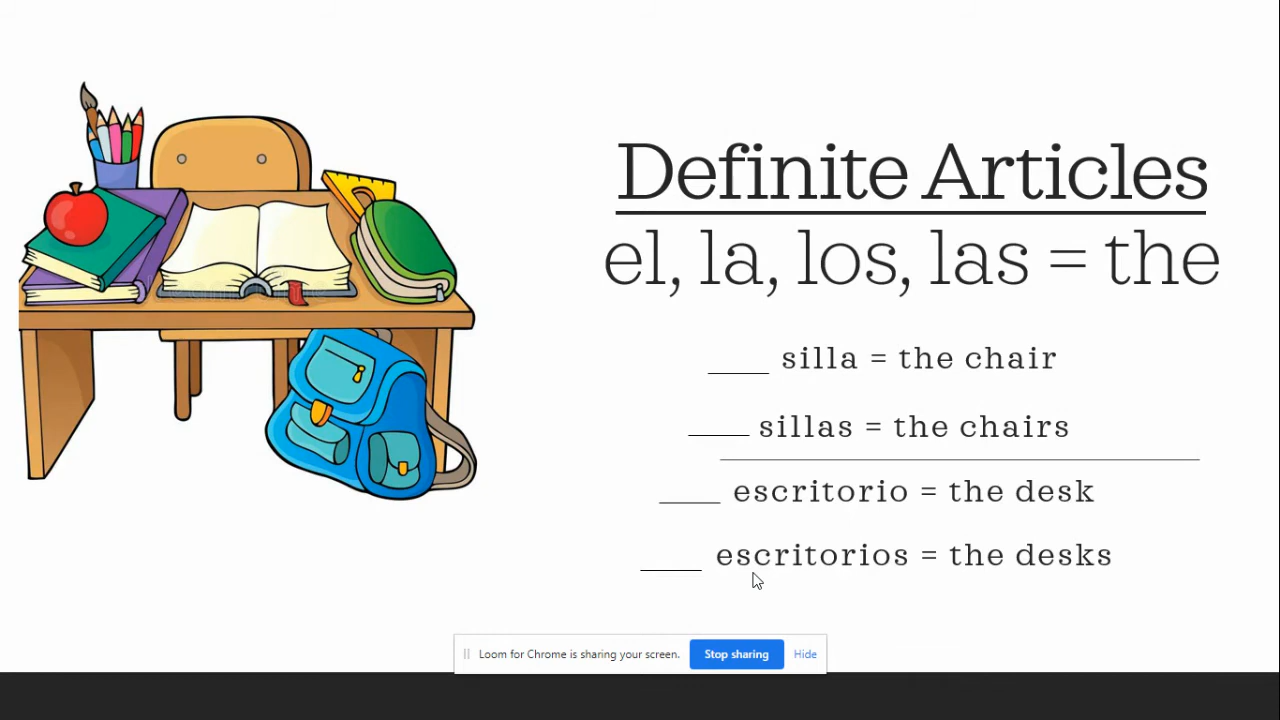 Definite Articles
el, la, los, las = the
____ silla = the chair
____ sillas = the chairs
____ escritorio = the desk
____ escritorios = the desks
Loom for Chrome is sharing your screen. Stop sharing Hide